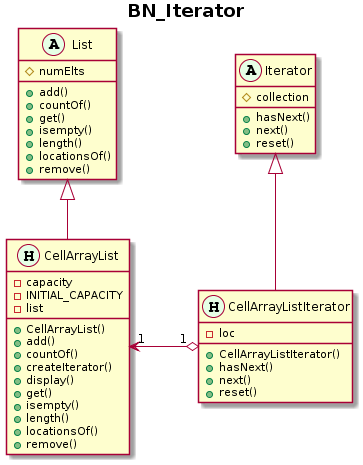 BN_Iterator
A List
numElts
add()
countOf()
get()
isempty()
length()
locationsOf()
remove()
A Iterator
collection
hasNext()
next()
reset()
H CellArrayList
capacity
INITIAL_CAPACITY
list
CellArrayList()
add()
countOf()
createIterator()
display()
get()
isempty()
length()
locationsOf()
remove()
1 1
H CellArrayListIterator
loc
CellArrayListIterator()
hasNext()
next()
reset()